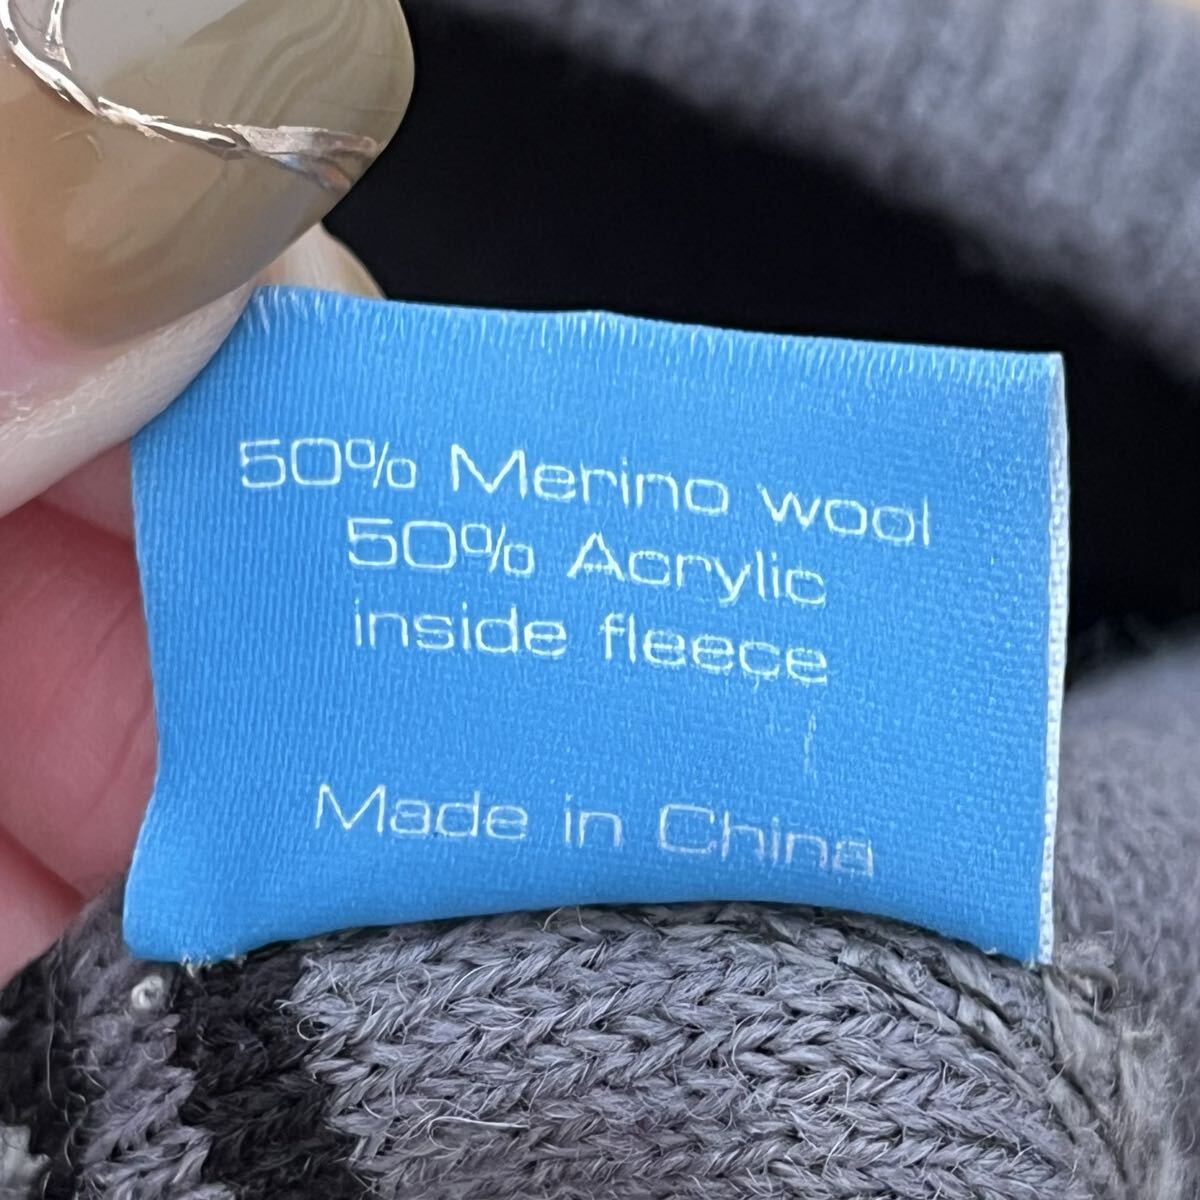 50% Merino wool
50% Acrylic
inside fleece
Made in China